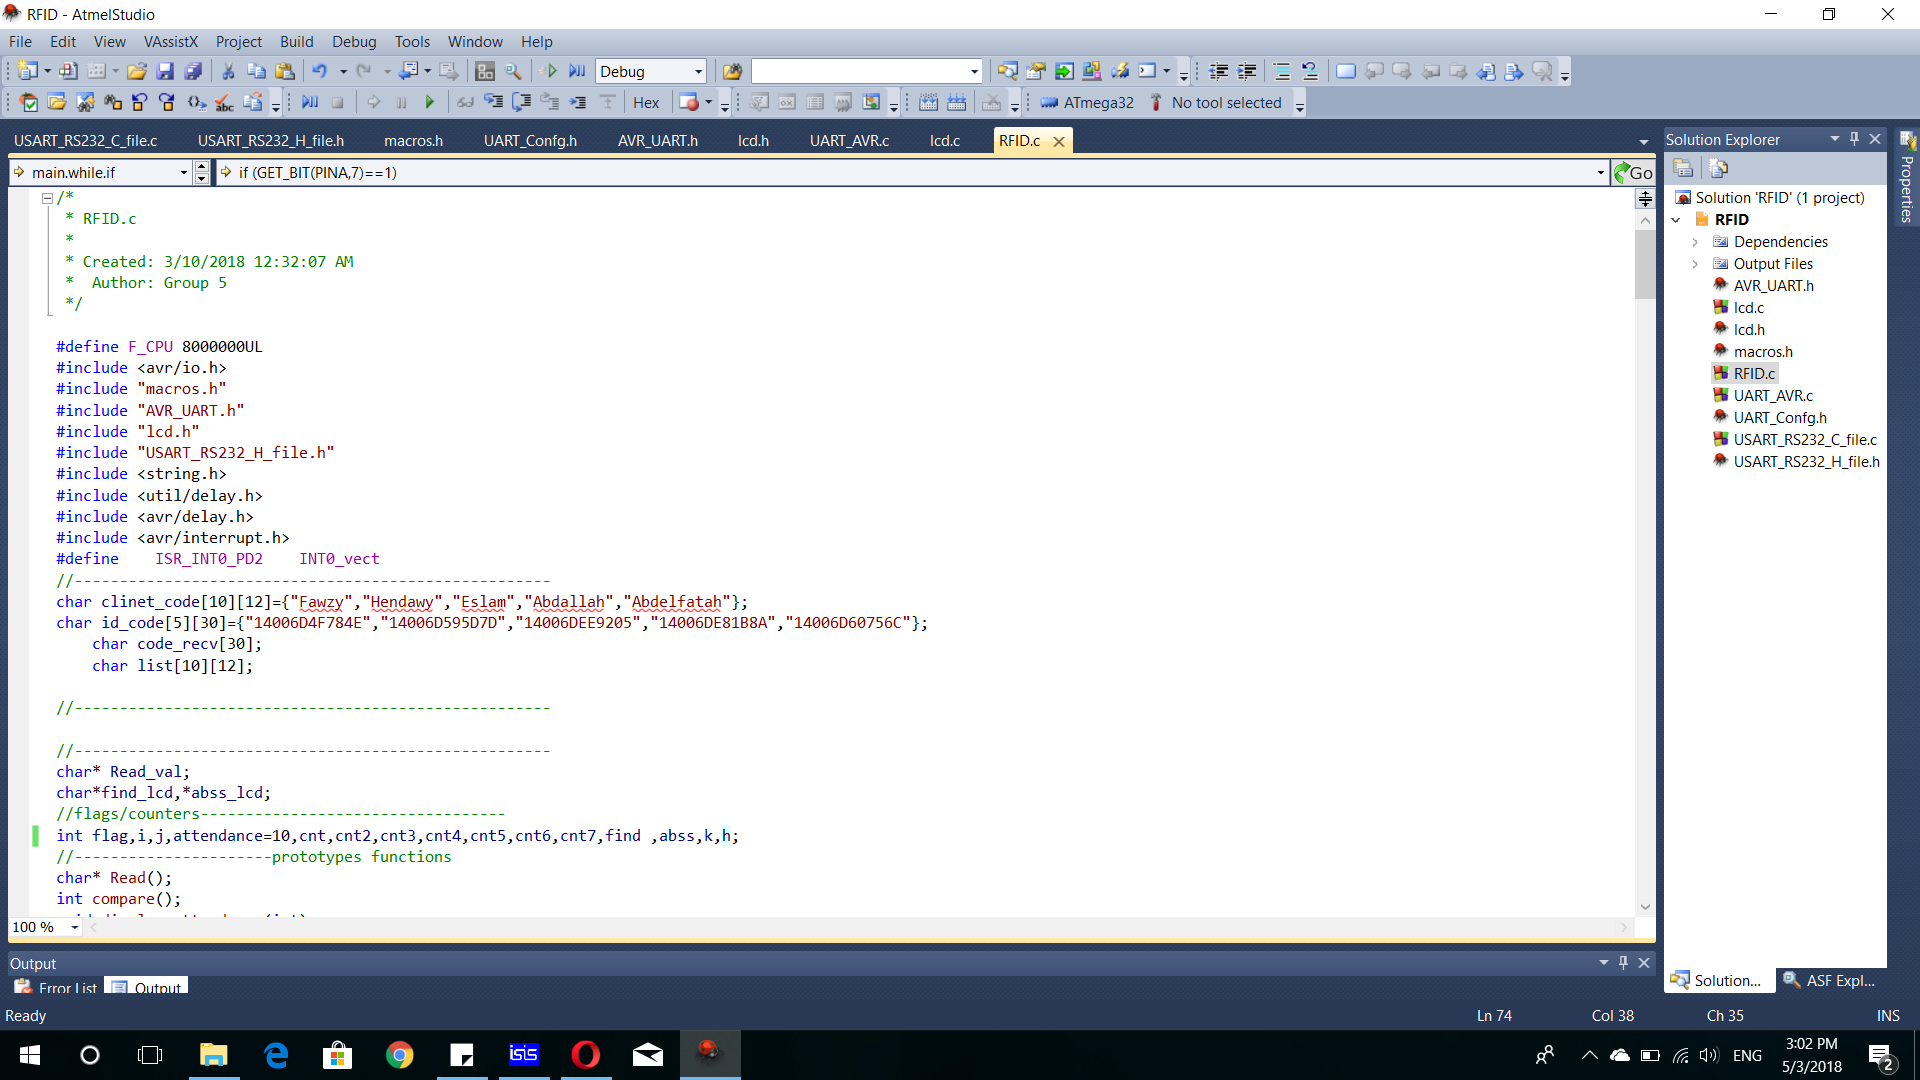 RFID - AtmelStudio
File Edit View VAssistX Project Build Debug Tools Window Help
Debug
Hex ATmega32 No tool selected
USART_RS232_C_file.c USART_RS232_H_file.h macros.h UART_Confg.h AVR_UART.h lcd.h UART_AVR.c lcd.c RFID.c
main.while.if if (GET_BIT(PINA,7)==1) Go
/*
* RFID.c
*
* Created: 3/10/2018 12:32:07 AM
* Author: Group 5
*/
#define F_CPU 8000000UL
#include <avr/io.h>
#include "macros.h"
#include "AVR_UART.h"
#include "lcd.h"
#include "USART_RS232_H_file.h"
#include <string.h>
#include <util/delay.h>
#include <avr/delay.h>
#include <avr/interrupt.h>
#define ISR_INT0_PD2 INT0_vect
//-----------------------------------------------------
char clinet_code[10][12]={"Fawzy","Hendawy","Eslam","Abdallah","Abdelfatah"};
char id_code[5][30]={"14006D4F784E","14006D595D7D","14006DEE9205","14006DE81B8A","14006D60756C"};
char code_recv[30];
char list[10][12];
//-----------------------------------------------------
//-----------------------------------------------------
char* Read_val;
char*find_lcd,*abss_lcd;
//flags/counters----------------------------------
int flag,i,j,attendance=10,cnt,cnt2,cnt3,cnt4,cnt5,cnt6,cnt7,find ,abss,k,h;
//----------------------prototypes functions
char* Read();
int compare();
100 %
Output
Error List Output
Ready Ln 74 Col 38 Ch 35 INS
Solution Explorer
Solution 'RFID' (1 project)
RFID
Dependencies
Output Files
AVR_UART.h
lcd.c
lcd.h
macros.h
RFID.c
UART_AVR.c
UART_Confg.h
USART_RS232_C_file.c
USART_RS232_H_file.h
Solution... ASF Expl...
Properties
isis
ENG
3:02 PM
5/3/2018
2